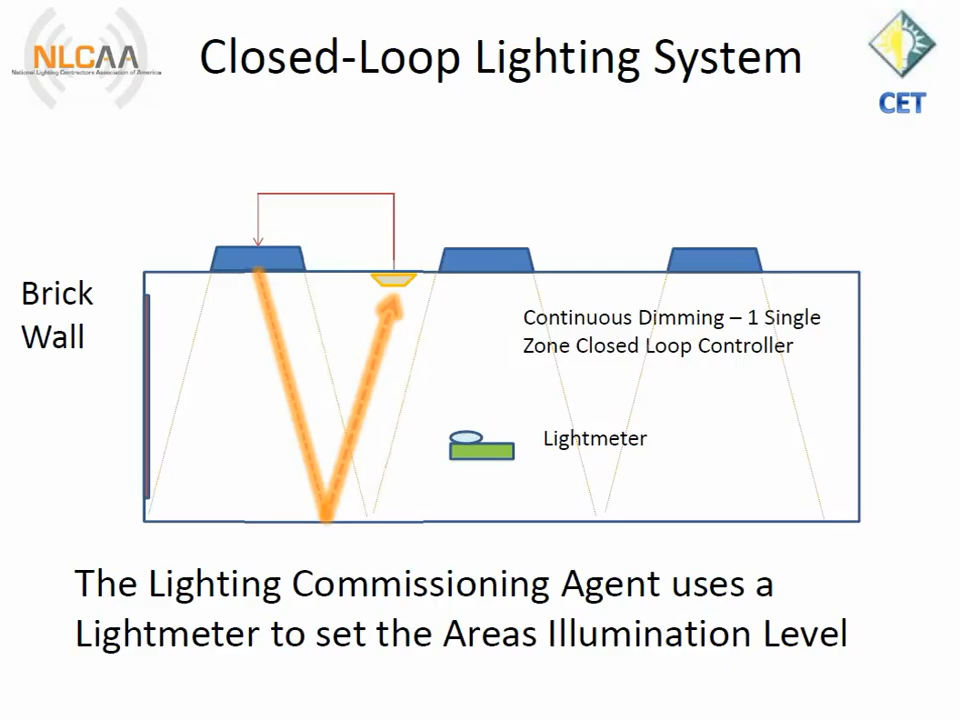 NLCAA
National Lighting Contractors Association of America
Closed-Loop Lighting System
CET
Brick
Wall
Continuous Dimming – 1 Single
Zone Closed Loop Controller
Lightmeter
The Lighting Commissioning Agent uses a
Lightmeter to set the Areas Illumination Level